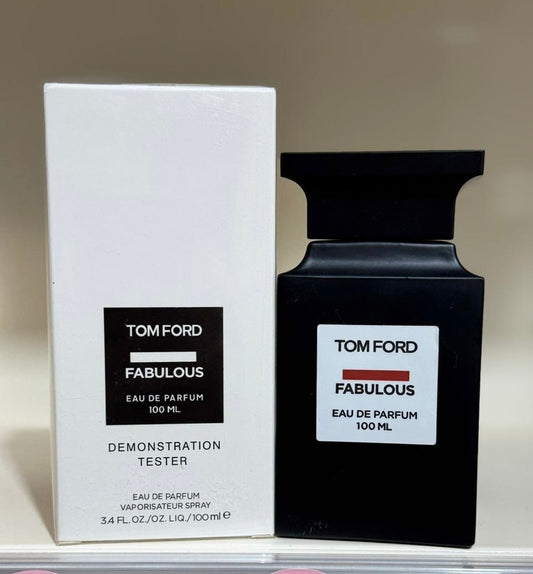 TOM FORD
FABULOUS
EAU DE PARFUM
100 ML
DEMONSTRATION
TESTER
EAU DE PARFUM
VAPORISATEUR SPRAY
3.4 FL. OZ./OZ. LIQ./100 ml e
TOM FORD
FABULOUS
EAU DE PARFUM
100 ML